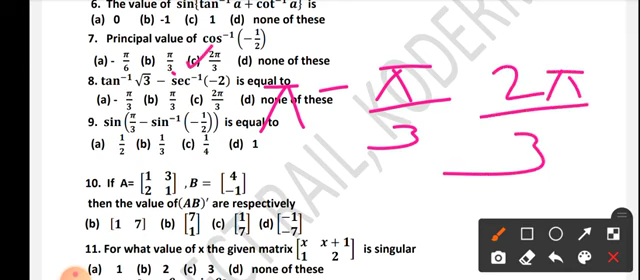 6. The value of sin{tan⁻¹ a + cot⁻¹ a} is
(a) 0 (b) -1 (c) 1 (d) none of these
7. Principal value of cos⁻¹(-1/2)
(a) - π/6 (b) π/3 (c) 2π/3 (d) none of these
8. tan⁻¹ √3 − sec⁻¹(−2) is equal to
(a) - π/3 (b) π/3 (c) 2π/3 (d) none of these
π - π/3 2π/3
9. sin(π/3 − sin⁻¹(−1/2)) is equal to
(a) 1/2 (b) 1/3 (c) 1/4 (d) 1
10. If A= [1 3; 2 1], B = [4; −1]
then the value of (AB)′ are respectively
(b) [1 7] (b) [7; 1] (c) [1; 7] (d) [−1; −7]
11. For what value of x the given matrix [x x + 1; 1 2] is singular
(a) 1 (b) 2 (c) 3 (d) none of these
ECT RAIL, KODER